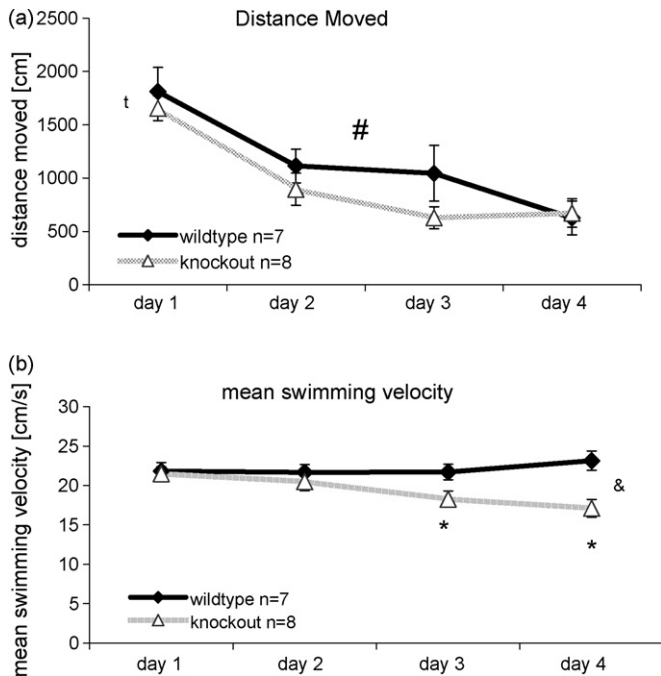 (a) Distance Moved
distance moved [cm]
2500
2000
1500
1000
500
0
t
#
wildtype n=7
knockout n=8
day 1 day 2 day 3 day 4
(b)
mean swimming velocity
mean swimming velocity [cm/s]
30
25
20
15
10
5
0
&
*
*
wildtype n=7
knockout n=8
day 1 day 2 day 3 day 4